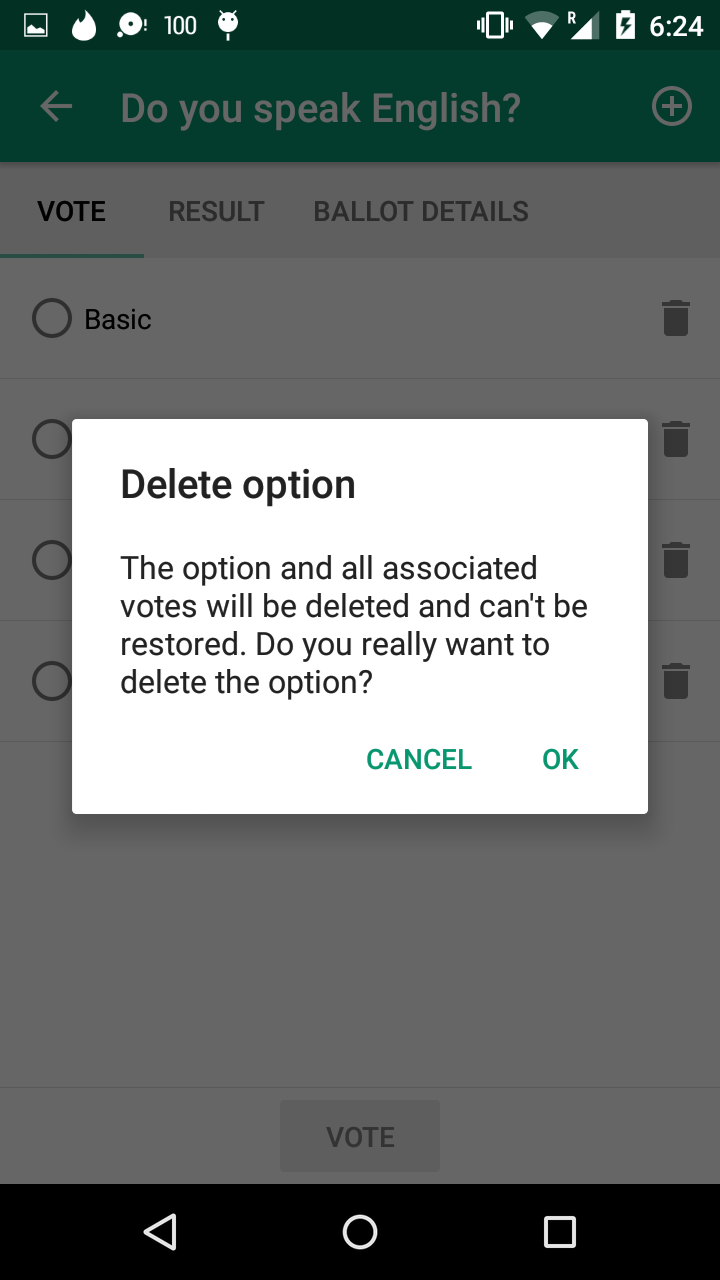 100
R
6:24
Do you speak English?
VOTE
RESULT
BALLOT DETAILS
Basic
Delete option
The option and all associated
votes will be deleted and can't be
restored. Do you really want to
delete the option?
CANCEL
OK
VOTE